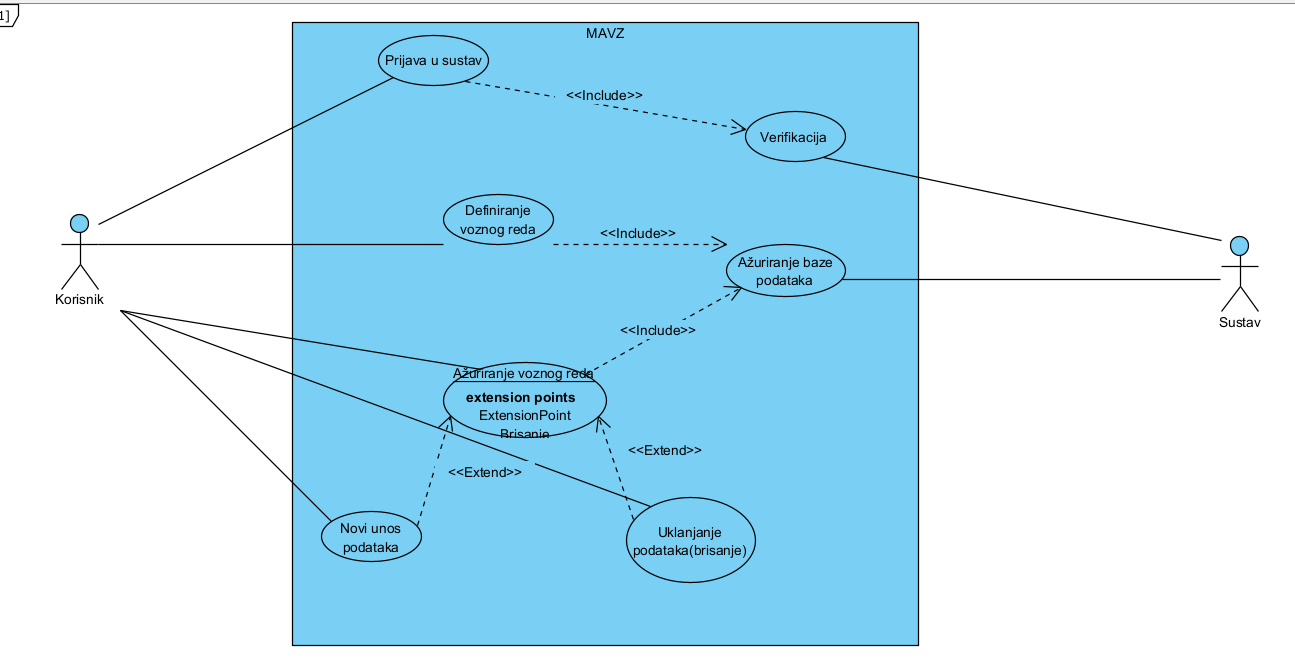 1]
MAVZ
Prijava u sustav
<<Include>>
Verifikacija
Definiranje
voznog reda
<<Include>>
Ažuriranje baze
podataka
Korisnik
Sustav
<<Include>>
Ažuriranje voznog reda
extension points
ExtensionPoint
Brisanje
<<Extend>>
<<Extend>>
Novi unos
podataka
Uklanjanje
podataka(brisanje)